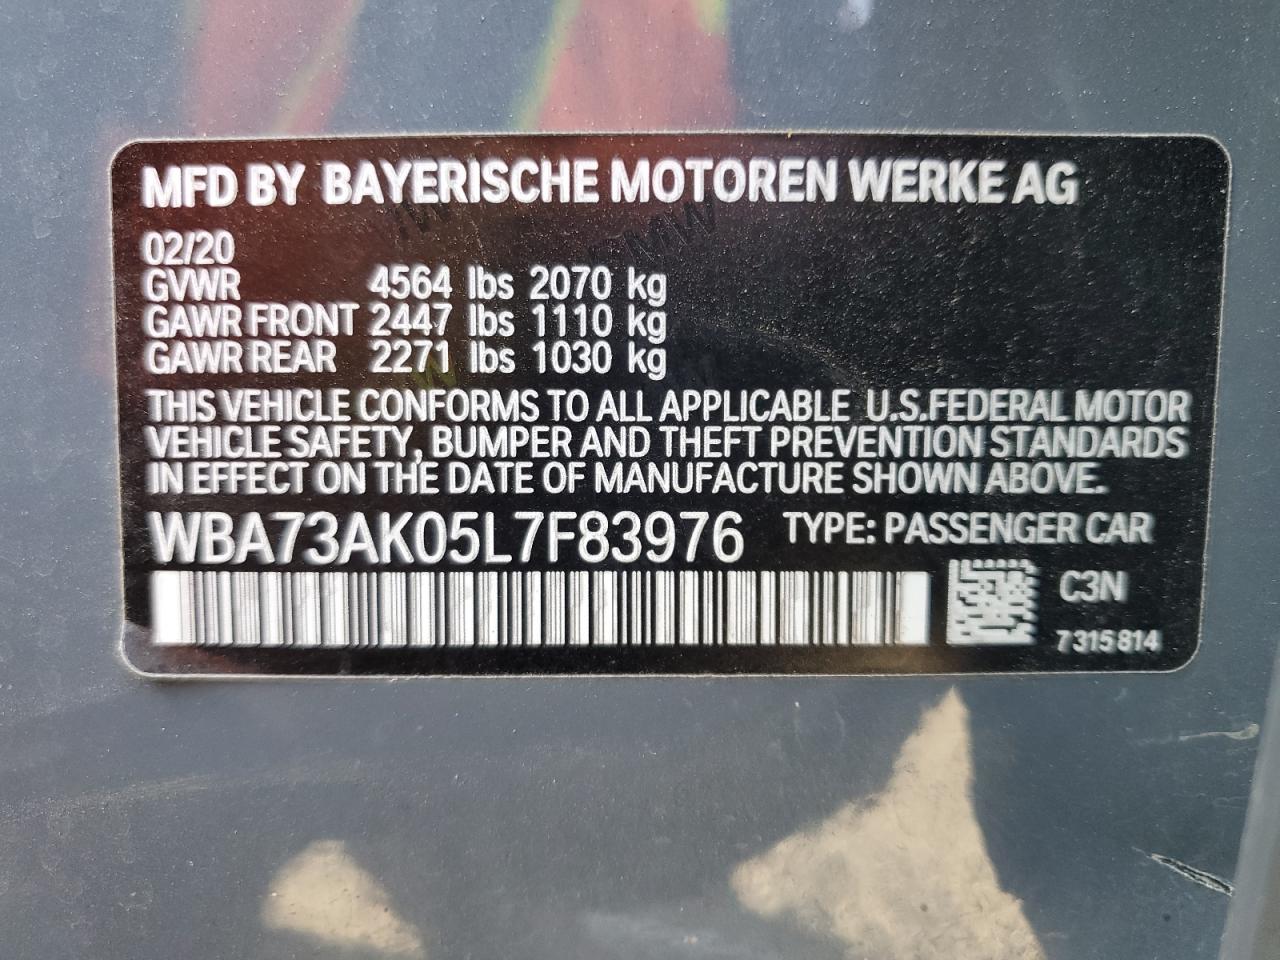 MFD BY BAYERISCHE MOTOREN WERKE AG
02/20
GVWR 4564 lbs 2070 kg
GAWR FRONT 2447 lbs 1110 kg
GAWR REAR 2271 lbs 1030 kg
THIS VEHICLE CONFORMS TO ALL APPLICABLE U.S.FEDERAL MOTOR
VEHICLE SAFETY, BUMPER AND THEFT PREVENTION STANDARDS
IN EFFECT ON THE DATE OF MANUFACTURE SHOWN ABOVE.
WBA73AK05L7F83976 TYPE: PASSENGER CAR
C3N
7315814